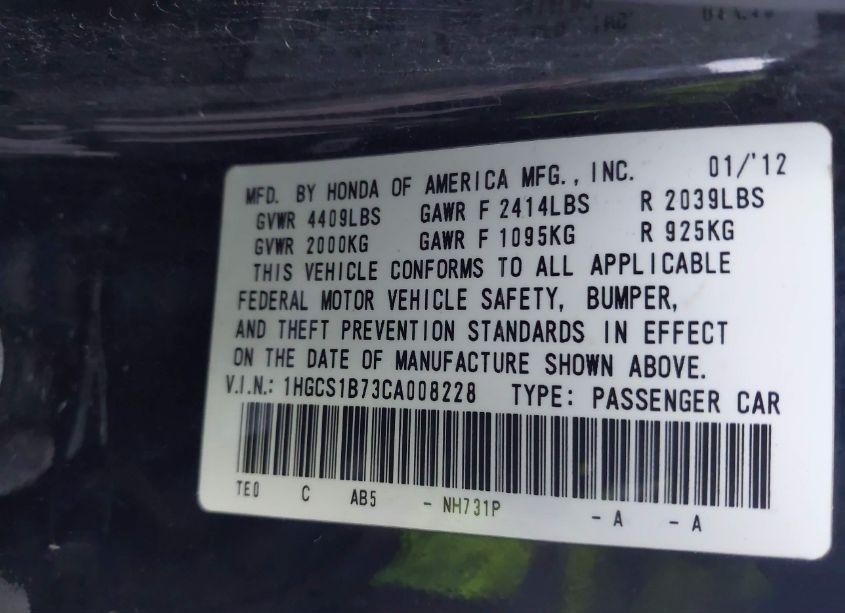 MFD. BY HONDA OF AMERICA MFG., INC. 01/'12
GVWR 4409LBS GAWR F 2414LBS R 2039LBS
GVWR 2000KG GAWR F 1095KG R 925KG
THIS VEHICLE CONFORMS TO ALL APPLICABLE
FEDERAL MOTOR VEHICLE SAFETY, BUMPER,
AND THEFT PREVENTION STANDARDS IN EFFECT
ON THE DATE OF MANUFACTURE SHOWN ABOVE.
V.I.N.: 1HGCS1B73CA008228 TYPE: PASSENGER CAR
TE0 C AB5 - NH731P - A - A